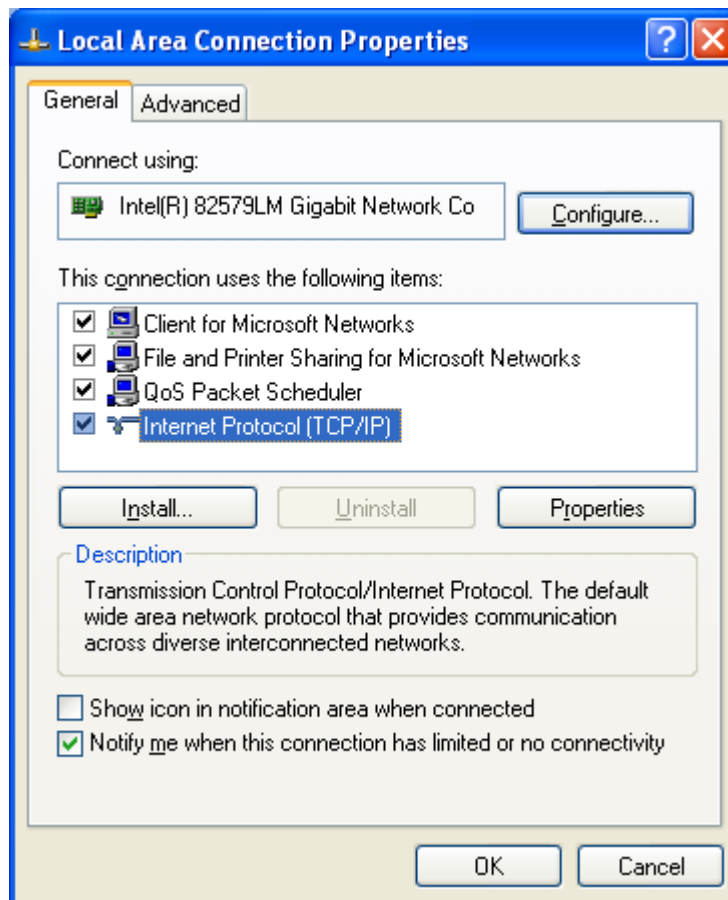 Local Area Connection Properties
General Advanced
Connect using:
Intel(R) 82579LM Gigabit Network Co
Configure...
This connection uses the following items:
Client for Microsoft Networks
File and Printer Sharing for Microsoft Networks
QoS Packet Scheduler
Internet Protocol (TCP/IP)
Install... Uninstall Properties
Description
Transmission Control Protocol/Internet Protocol. The default
wide area network protocol that provides communication
across diverse interconnected networks.
Show icon in notification area when connected
Notify me when this connection has limited or no connectivity
OK Cancel